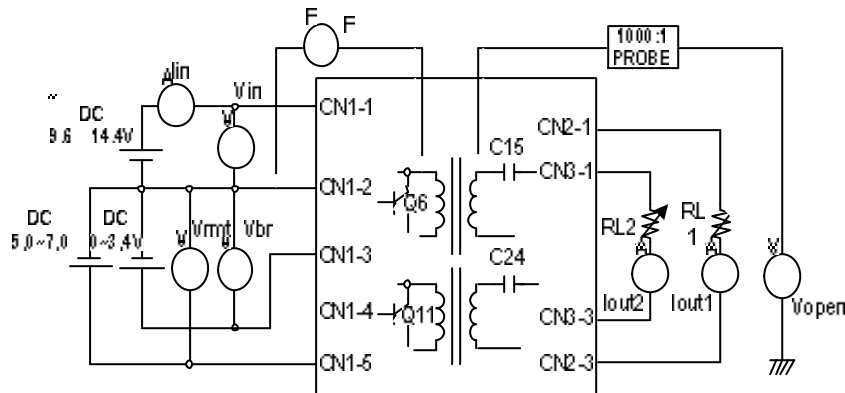 F
F
1000:1
PROBE
A Iin
Vin
~
DC
9.6 14.4V
V
CN1-1
CN2-1
C15
CN3-1
CN1-2
Q6
DC
DC
5,0~7,0
0~3,4V
V
Vmnt
V
Vbr
RL2
RL
1
A
A
V
CN1-3
C24
Iout2
Iout1
Vopen
CN1-4
Q11
CN3-3
CN1-5
CN2-3